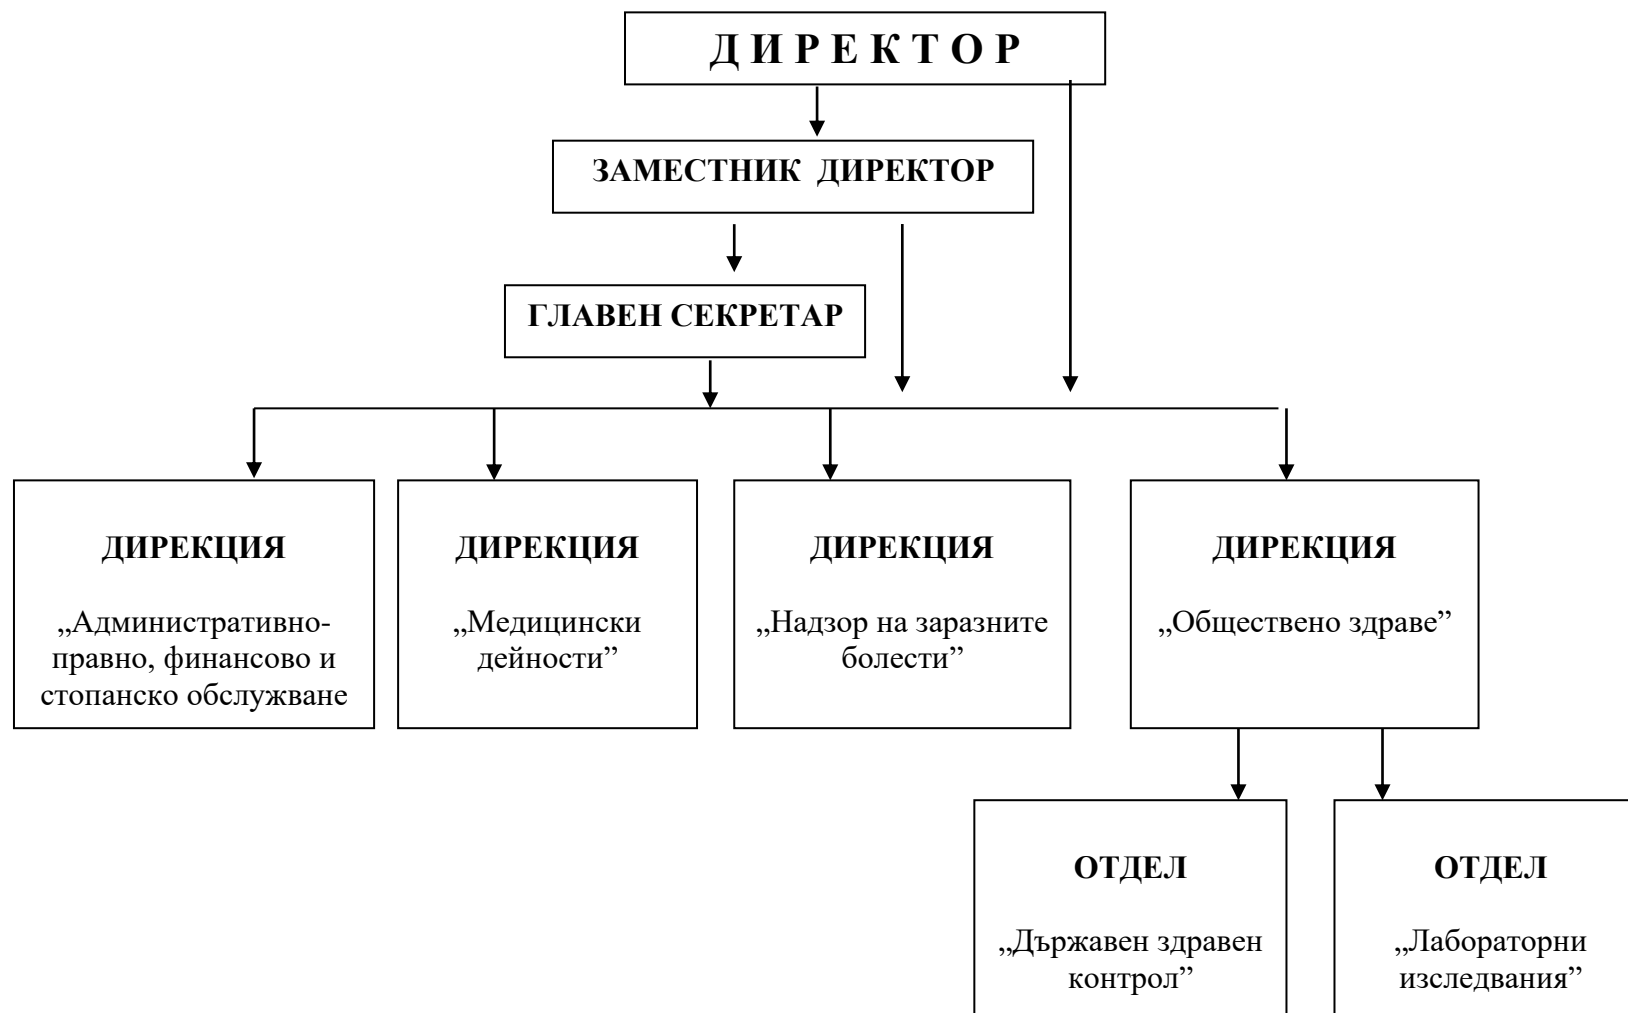 Д И Р Е К Т О Р
ЗАМЕСТНИК ДИРЕКТОР
ГЛАВЕН СЕКРЕТАР
ДИРЕКЦИЯ
„Административно-
правно, финансово и
стопанско обслужване
ДИРЕКЦИЯ
„Медицински
дейности”
ДИРЕКЦИЯ
„Надзор на заразните
болести”
ДИРЕКЦИЯ
„Обществено здраве”
ОТДЕЛ
„Държавен здравен
контрол”
ОТДЕЛ
„Лабораторни
изследвания”